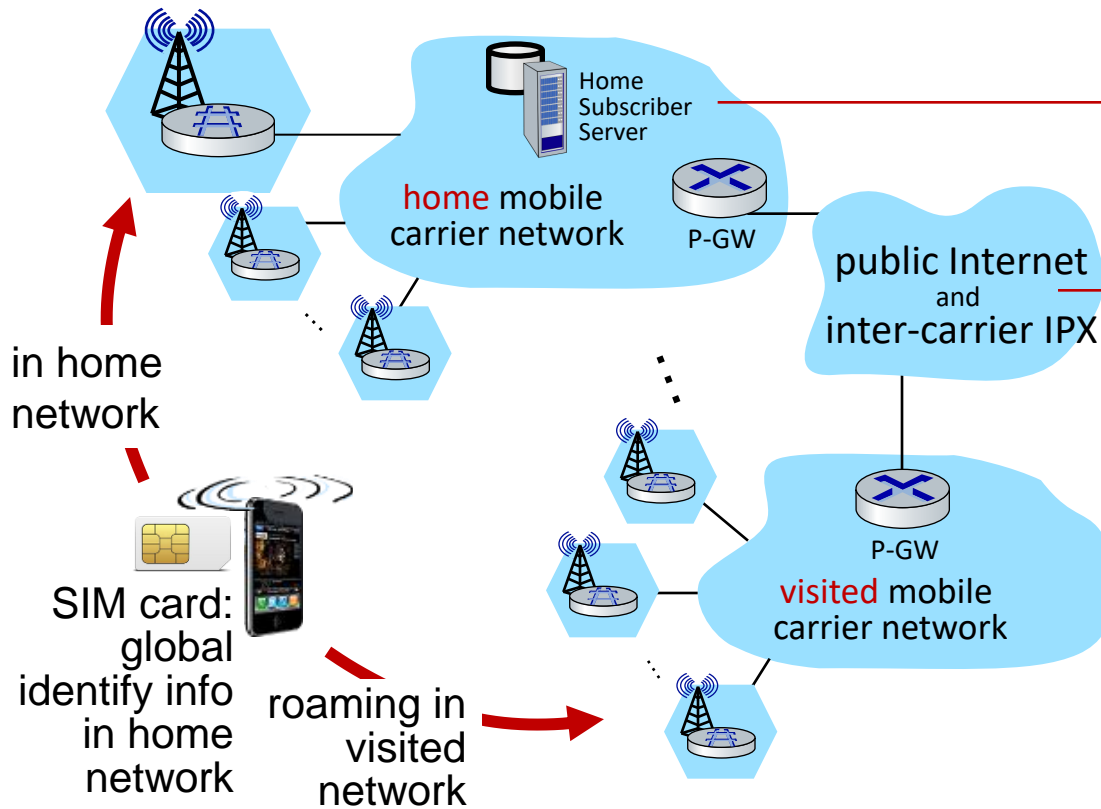 Home
Subscriber
Server
home mobile
carrier network
P-GW
public Internet
and
inter-carrier IPX
in home
network
SIM card:
global
identify info
in home
network
roaming in
visited
network
P-GW
visited mobile
carrier network